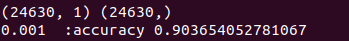 (24630, 1) (24630,)
0.001  :accuracy 0.903654052781067